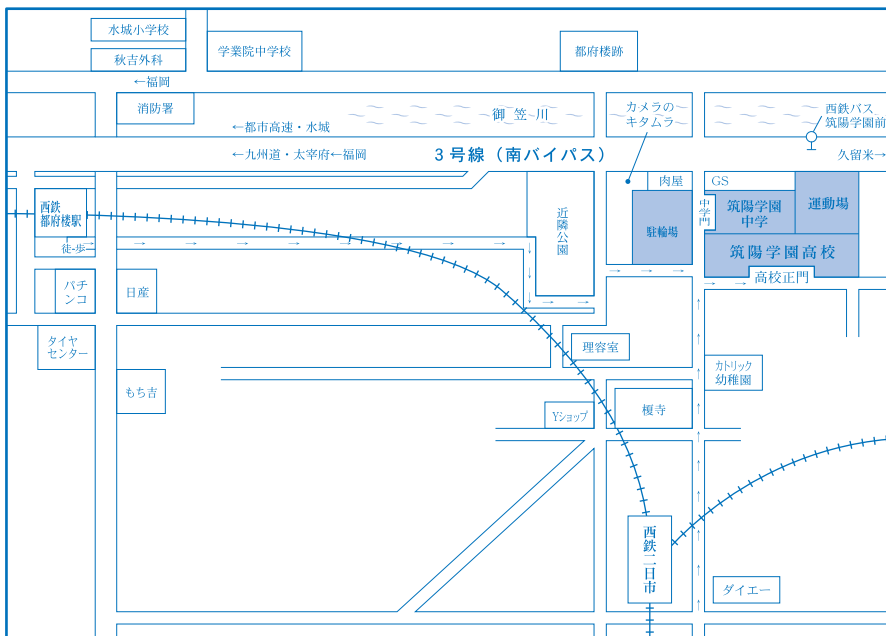 水城小学校
秋吉外科
学業院中学校
都府楼跡
←福岡
消防署
御笠川
カメラの
キタムラ
西鉄バス
筑陽学園前
←都市高速・水城
←九州道・太宰府←福岡
3号線（南バイパス）
久留米→
肉屋
GS
西鉄
都府楼駅
徒歩
近隣公園
駐輪場
中学門
筑陽学園
中学
運動場
筑陽学園高校
高校正門
パチ
ンコ
日産
タイヤ
センター
もち吉
理容室
カトリック
幼稚園
Yショップ
榎寺
西鉄二日市
ダイエー